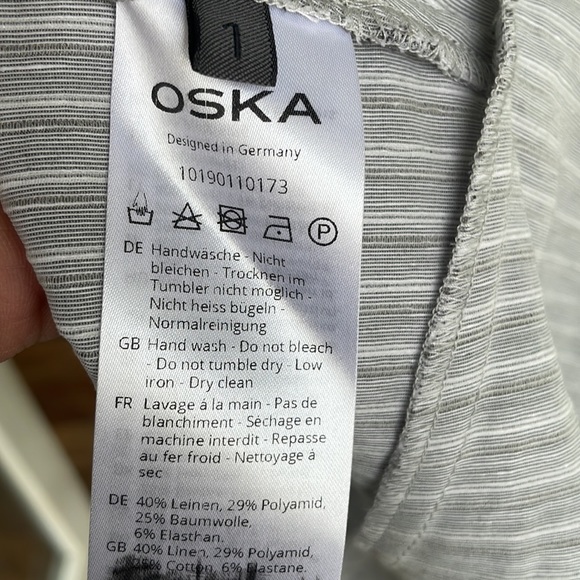 1
OSKA
Designed in Germany
10190110173
P
DE Handwäsche - Nicht
bleichen - Trocknen im
Tumbler nicht möglich -
Nicht heiss bügeln -
Normalreinigung
GB Hand wash - Do not bleach
- Do not tumble dry - Low
iron - Dry clean
FR Lavage à la main - Pas de
blanchiment - Séchage en
machine interdit - Repasse
au fer froid - Nettoyage à
sec
DE 40% Leinen, 29% Polyamid,
25% Baumwolle,
6% Elasthan.
GB 40% Linen, 29% Polyamid,
Cotton, 6% Elastane.